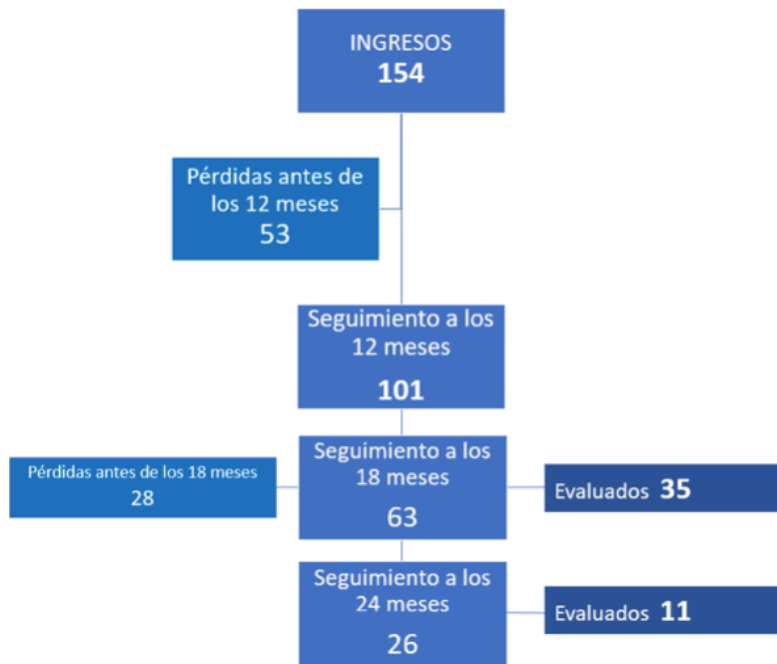 INGRESOS
154
Pérdidas antes de
los 12 meses
53
Seguimiento a los
12 meses
101
Pérdidas antes de los 18 meses
28
Seguimiento a los
18 meses
63
Evaluados 35
Seguimiento a los
24 meses
26
Evaluados 11